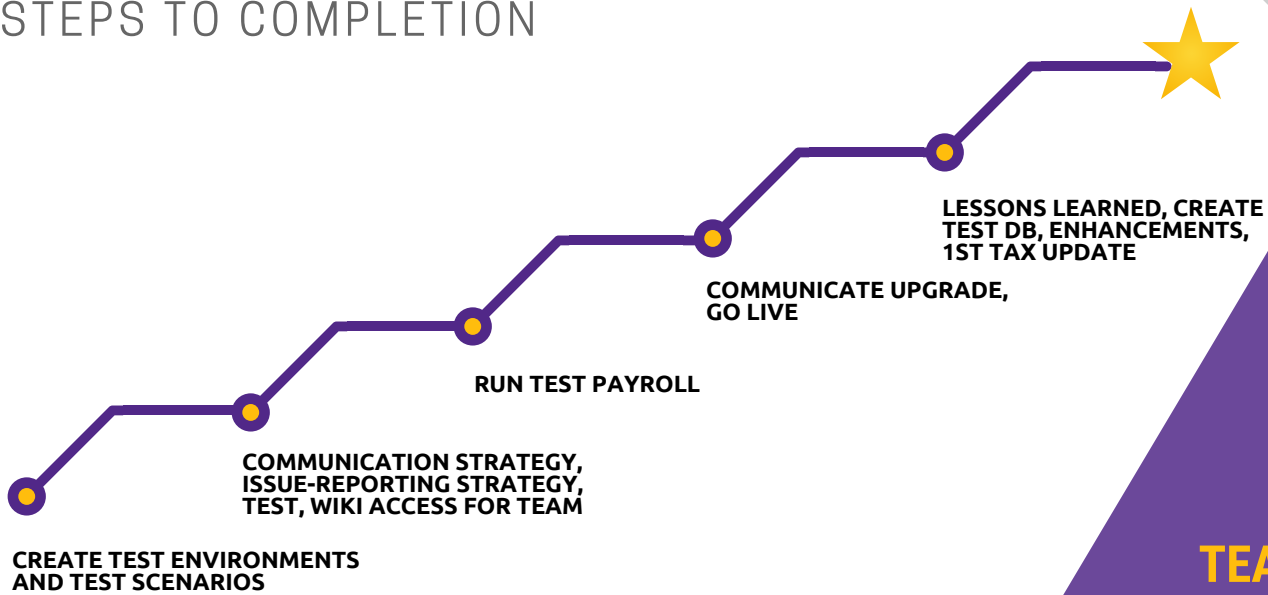 STEPS TO COMPLETION
LESSONS LEARNED, CREATE
TEST DB, ENHANCEMENTS,
1ST TAX UPDATE
COMMUNICATE UPGRADE,
GO LIVE
RUN TEST PAYROLL
COMMUNICATION STRATEGY,
ISSUE-REPORTING STRATEGY,
TEST, WIKI ACCESS FOR TEAM
CREATE TEST ENVIRONMENTS
AND TEST SCENARIOS